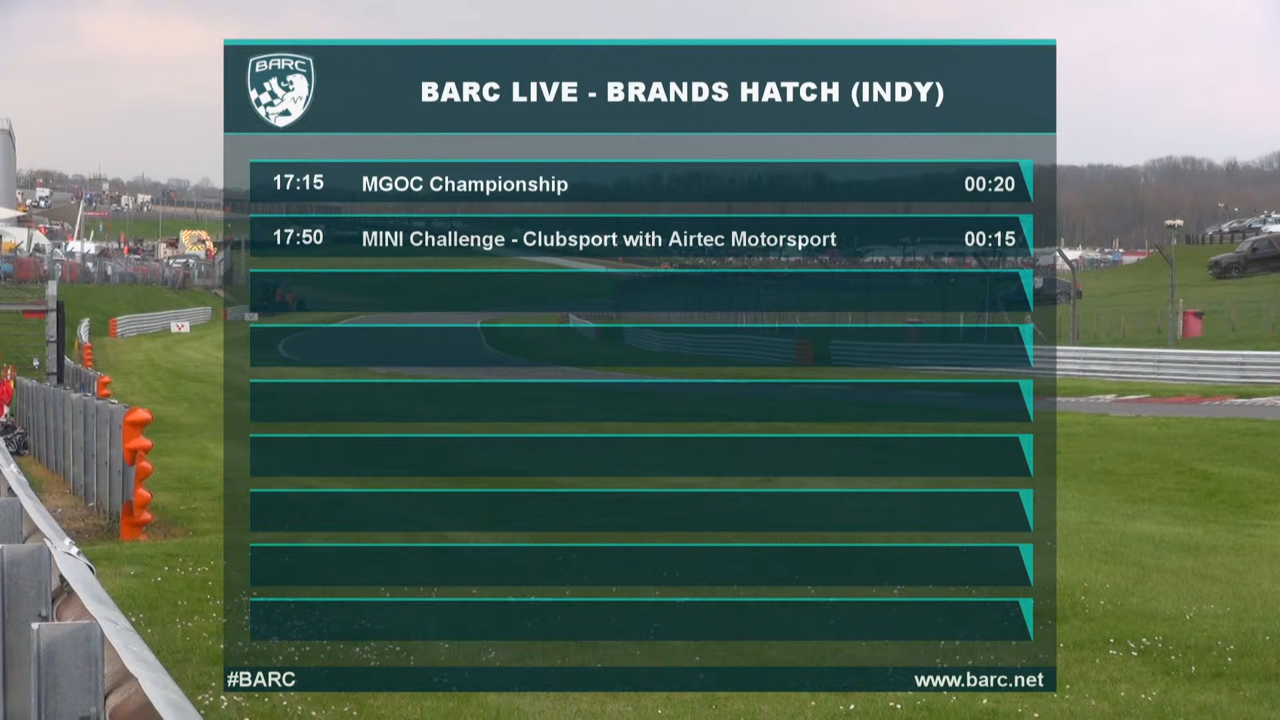 BARC
BARC LIVE - BRANDS HATCH (INDY)
17:15 MGOC Championship 00:20
17:50 MINI Challenge - Clubsport with Airtec Motorsport 00:15
#BARC www.barc.net